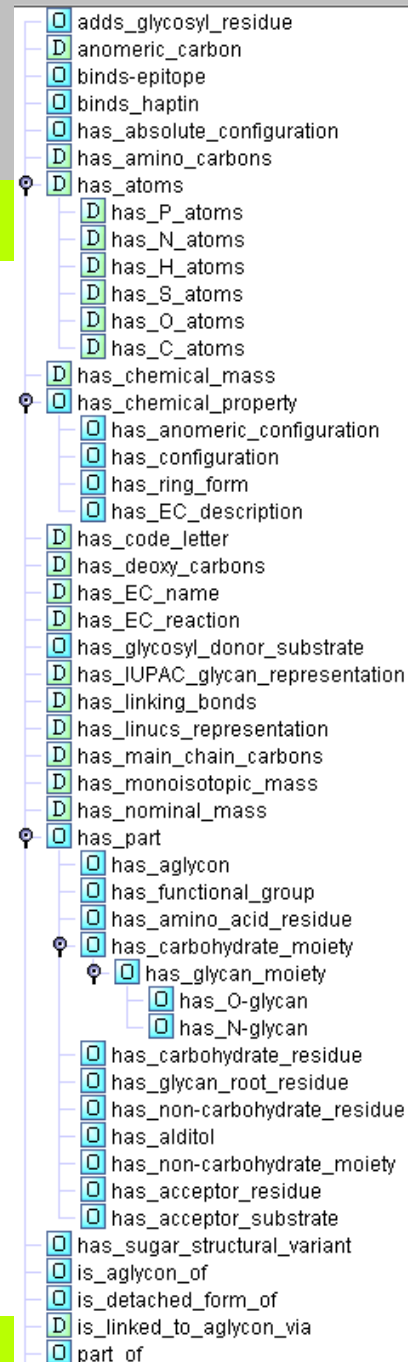 O adds_glycosyl_residue
D anomeric_carbon
O binds-epitope
O binds_haptin
O has_absolute_configuration
D has_amino_carbons
D has_atoms
D has_P_atoms
D has_N_atoms
D has_H_atoms
D has_S_atoms
D has_O_atoms
D has_C_atoms
D has_chemical_mass
O has_chemical_property
O has_anomeric_configuration
O has_configuration
O has_ring_form
O has_EC_description
D has_code_letter
D has_deoxy_carbons
D has_EC_name
D has_EC_reaction
O has_glycosyl_donor_substrate
D has_IUPAC_glycan_representation
D has_linking_bonds
D has_linucs_representation
D has_main_chain_carbons
D has_monoisotopic_mass
D has_nominal_mass
O has_part
O has_aglycon
O has_functional_group
O has_amino_acid_residue
O has_carbohydrate_moiety
O has_glycan_moiety
O has_O-glycan
O has_N-glycan
O has_carbohydrate_residue
O has_glycan_root_residue
O has_non-carbohydrate_residue
O has_alditol
O has_non-carbohydrate_moiety
O has_acceptor_residue
O has_acceptor_substrate
O has_sugar_structural_variant
O is_aglycon_of
O is_detached_form_of
D is_linked_to_aglycon_via
O part_of